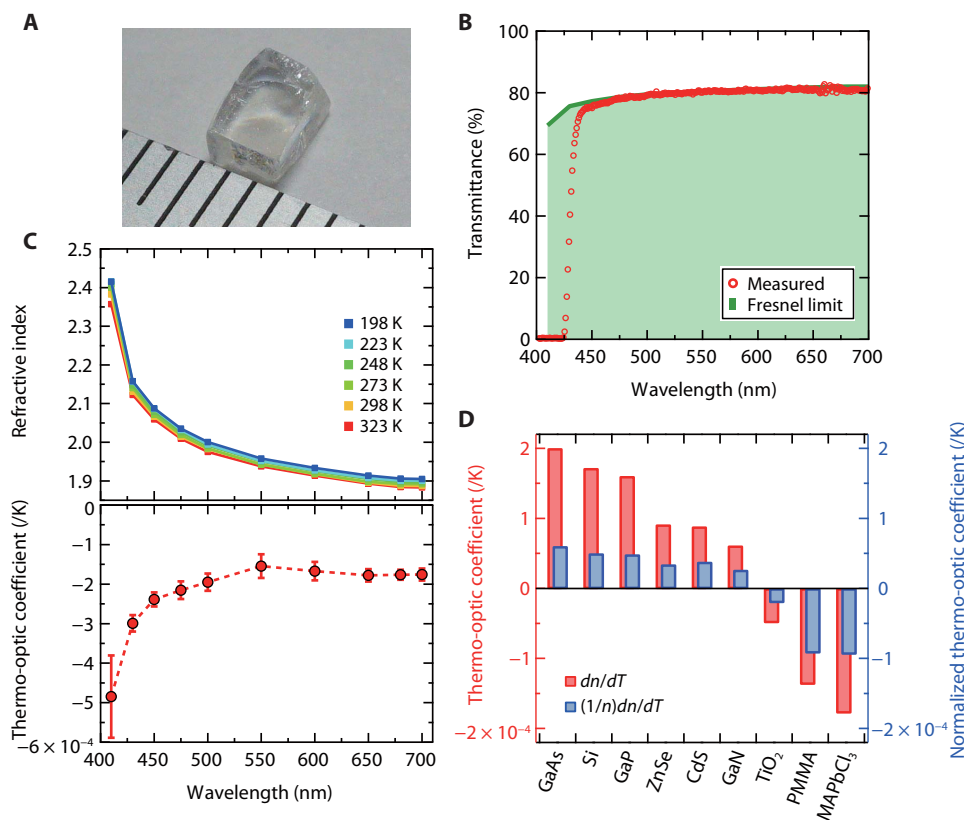 A
B
100
80
60
40
20
0
Transmittance (%)
Measured
Fresnel limit
400 450 500 550 600 650 700
Wavelength (nm)
C
2.5
2.4
2.3
2.2
2.1
2.0
1.9
Refractive index
198 K
223 K
248 K
273 K
298 K
323 K
0
−1
−2
−3
−4
−5
−6 × 10⁻⁴
Thermo-optic coefficient (/K)
400 450 500 550 600 650 700
Wavelength (nm)
D
2
1
0
−1
−2 × 10⁻⁴
Thermo-optic coefficient (/K)
dn/dT
(1/n)dn/dT
2
1
0
−1
−2 × 10⁻⁴
Normalized thermo-optic coefficient (/K)
GaAs
Si
GaP
ZnSe
CdS
GaN
TiO₂
PMMA
MAPbCl₃